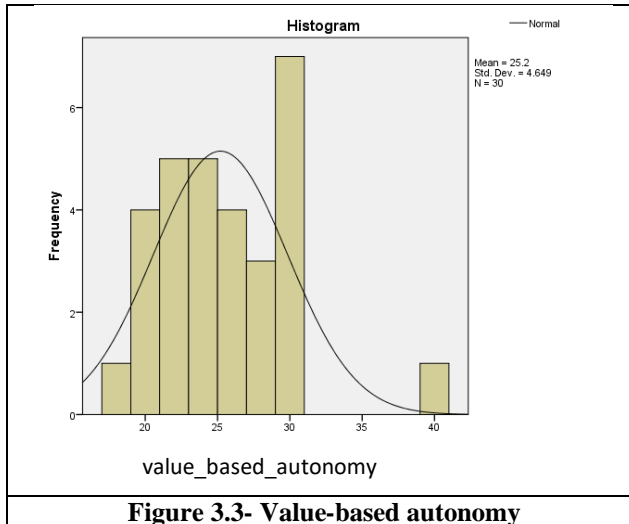 Histogram
Normal
Mean = 25.2
Std. Dev. = 4.649
N = 30
Frequency
6
4
2
0
20
25
30
35
40
value_based_autonomy
Figure 3.3- Value-based autonomy